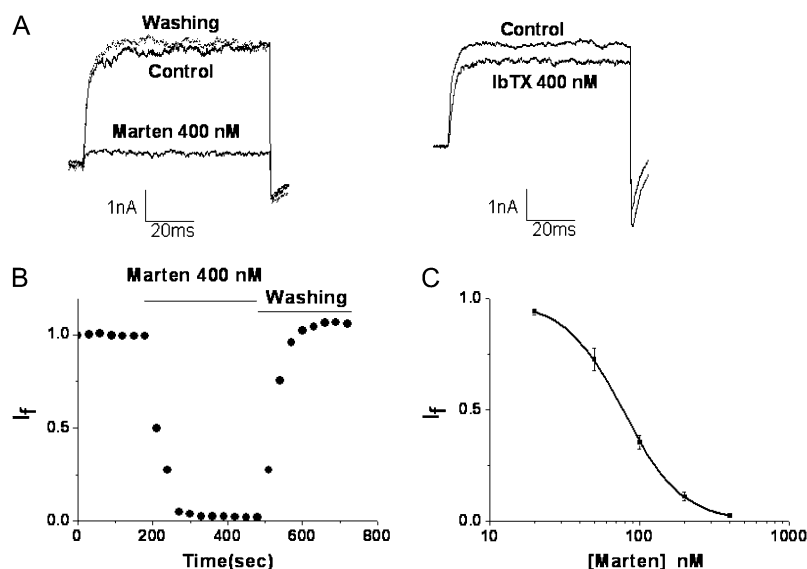 A
Washing
Control
Marten 400 nM
1nA
20ms
Control
IbTX 400 nM
1nA
20ms
B
Marten 400 nM
Washing
1.0
0.5
0.0
If
0 200 400 600 800
Time(sec)
C
1.0
0.5
0.0
If
10 100 1000
[Marten] nM